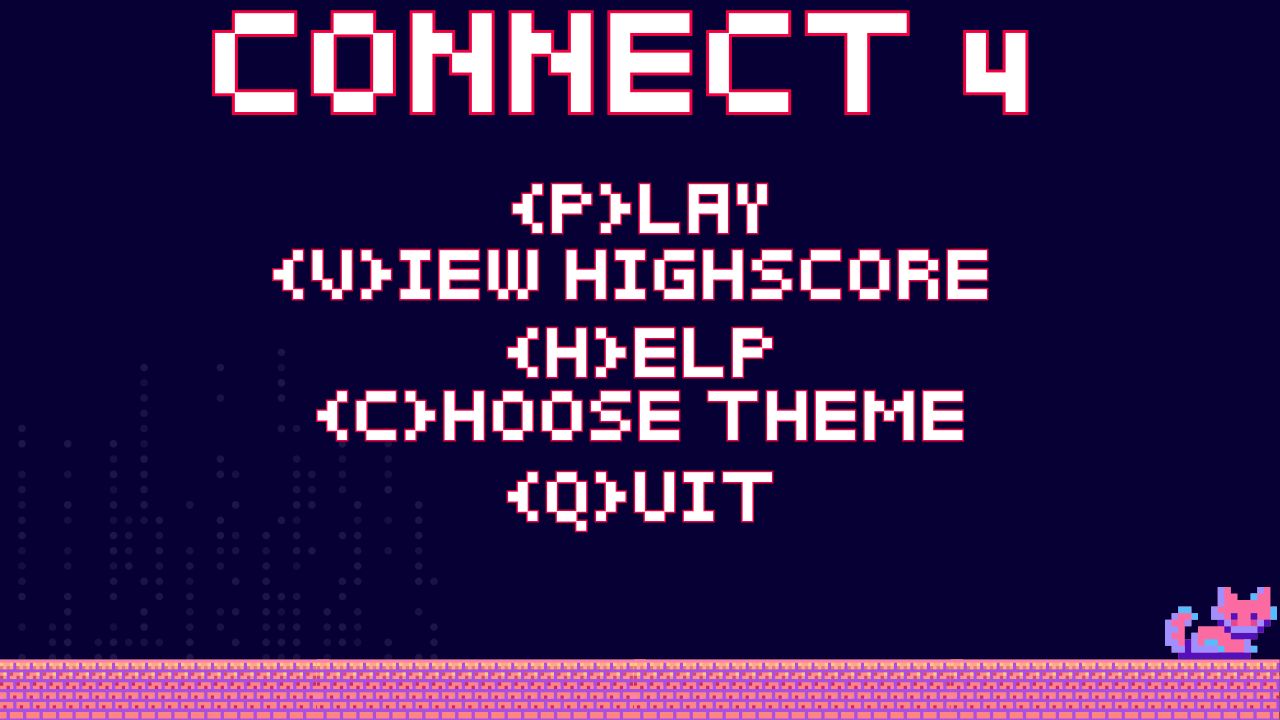 CONNECT 4
<P>LAY
<V>IEW HIGHSCORE
<H>ELP
<C>HOOSE THEME
<Q>UIT